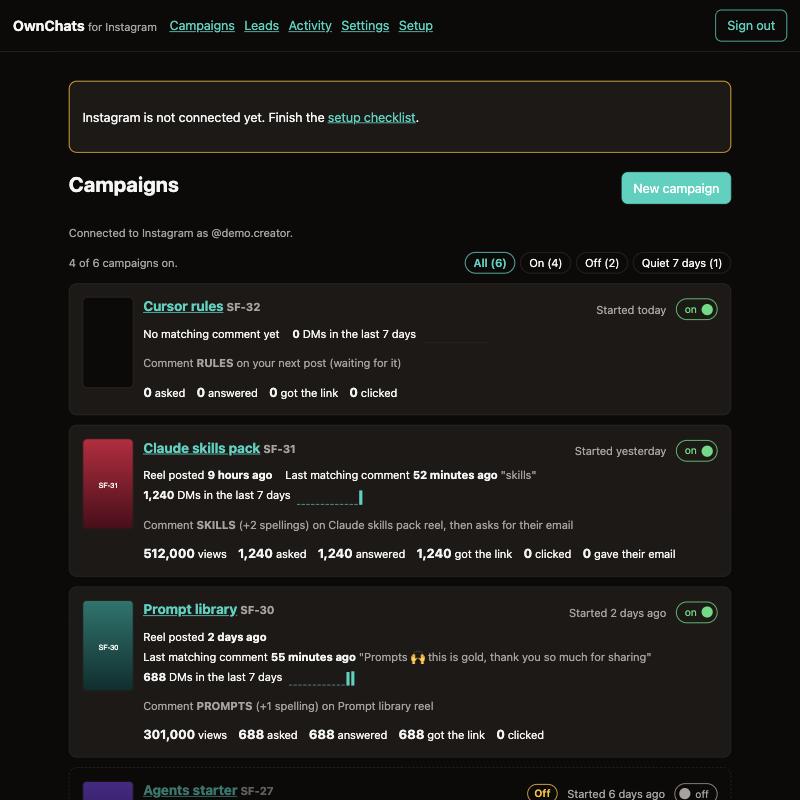 OwnChats for Instagram Campaigns Leads Activity Settings Setup Sign out
Instagram is not connected yet. Finish the setup checklist.
Campaigns New campaign
Connected to Instagram as @demo.creator.
4 of 6 campaigns on. All (6) On (4) Off (2) Quiet 7 days (1)
Cursor rules SF-32 Started today on
No matching comment yet 0 DMs in the last 7 days
Comment RULES on your next post (waiting for it)
0 asked 0 answered 0 got the link 0 clicked
Claude skills pack SF-31 Started yesterday on
Reel posted 9 hours ago Last matching comment 52 minutes ago "skills"
SF-31
1,240 DMs in the last 7 days
Comment SKILLS (+2 spellings) on Claude skills pack reel, then asks for their email
512,000 views 1,240 asked 1,240 answered 1,240 got the link 0 clicked 0 gave their email
Prompt library SF-30 Started 2 days ago on
Reel posted 2 days ago
SF-30
Last matching comment 55 minutes ago "Prompts 🙌 this is gold, thank you so much for sharing"
688 DMs in the last 7 days
Comment PROMPTS (+1 spelling) on Prompt library reel
301,000 views 688 asked 688 answered 688 got the link 0 clicked
Agents starter SF-27 Off Started 6 days ago off